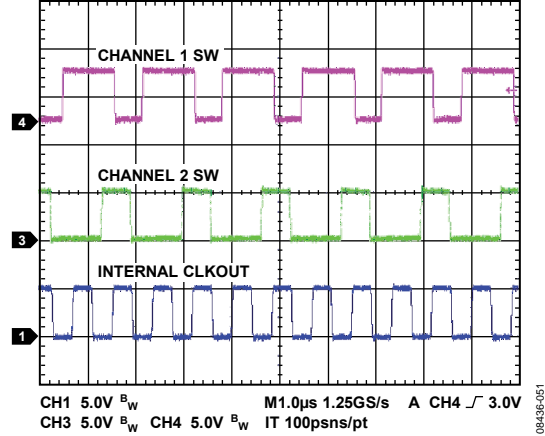 CHANNEL 1 SW
4
CHANNEL 2 SW
3
INTERNAL CLKOUT
1
CH1 5.0V BW M1.0µs 1.25GS/s A CH4 3.0V
CH3 5.0V BW CH4 5.0V BW IT 100psns/pt
08436-051